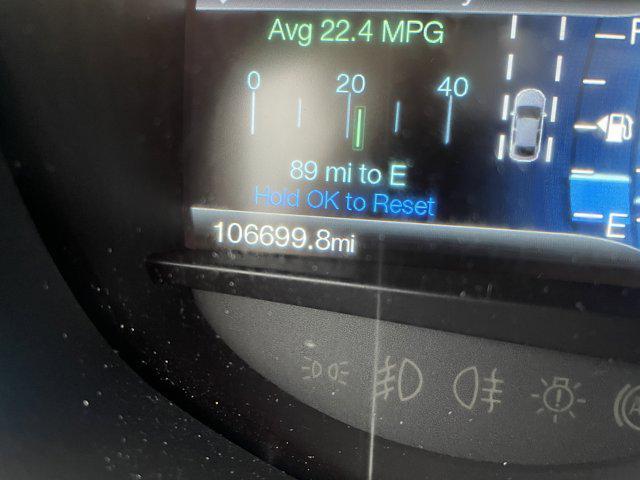 Avg 22.4 MPG
0 20 40
89 mi to E
Hold OK to Reset
106699.8mi
E